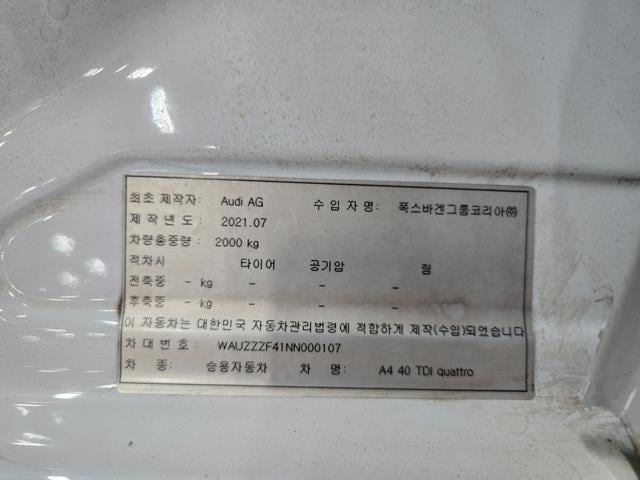 최초 제작자: Audi AG 수 입 자 명: 폭스바겐그룹코리아㈜
제 작 년 도 : 2021.07
차량총중량 : 2000 kg
적차시 타이어 공기압 림
전축중 - kg - - -
후축중 - kg - - -
이 자동차는 대한민국 자동차관리법령에 적합하게 제작(수입)되었습니다
차 대 번 호 : WAUZZZF41NN000107
차 종: 승용자동차 차 명: A4 40 TDI quattro